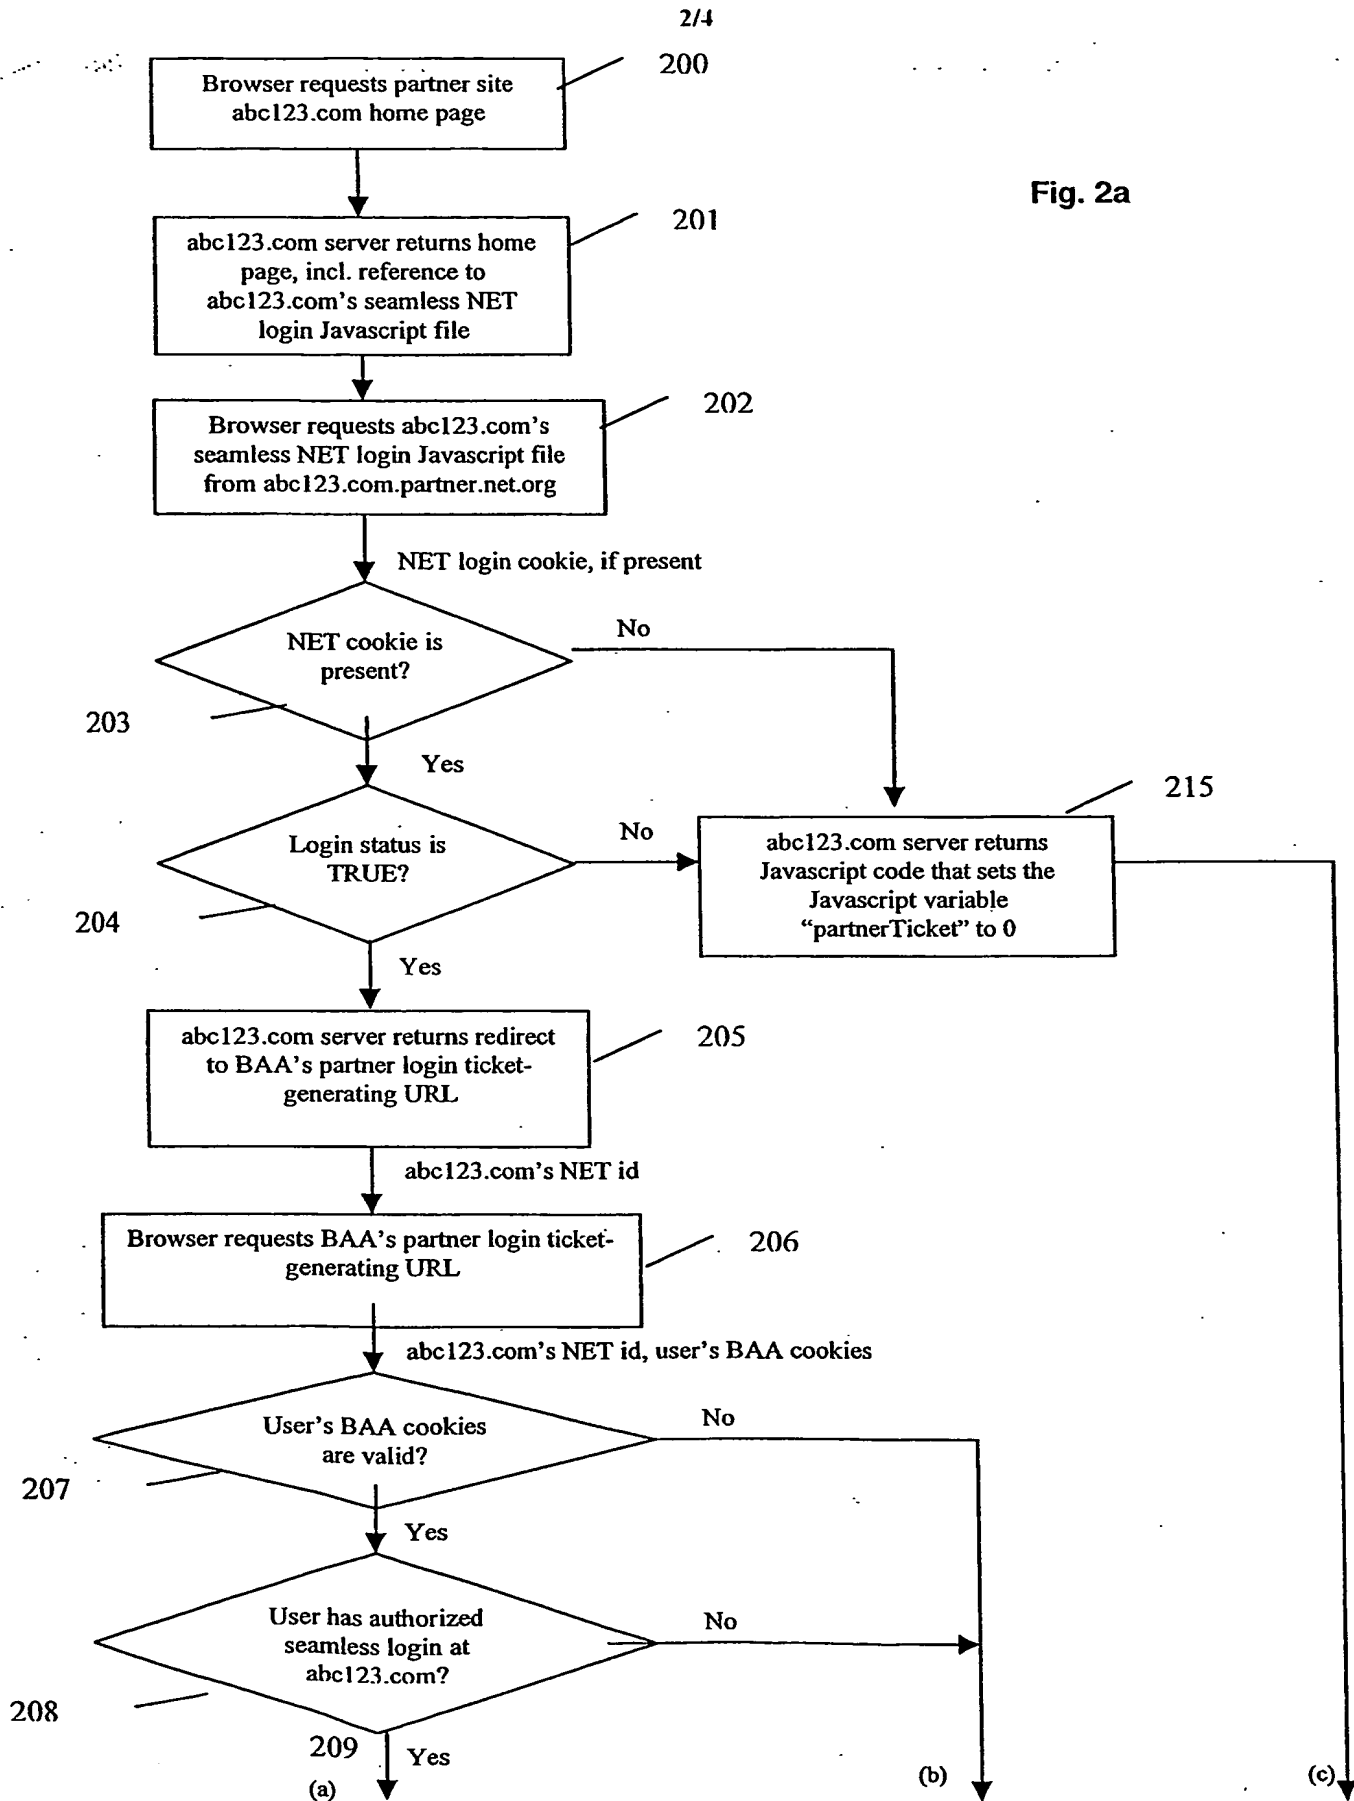 2/4
200
Browser requests partner site
abc123.com home page
Fig. 2a
201
abc123.com server returns home
page, incl. reference to
abc123.com's seamless NET
login Javascript file
202
Browser requests abc123.com's
seamless NET login Javascript file
from abc123.com.partner.net.org
NET login cookie, if present
No
NET cookie is
present?
203
Yes
215
No
Login status is
TRUE?
abc123.com server returns
Javascript code that sets the
Javascript variable
“partnerTicket” to 0
204
Yes
205
abc123.com server returns redirect
to BAA's partner login ticket-
generating URL
abc123.com's NET id
206
Browser requests BAA's partner login ticket-
generating URL
abc123.com's NET id, user's BAA cookies
No
User's BAA cookies
are valid?
207
Yes
User has authorized
seamless login at
abc123.com?
No
208
209
Yes
(a)
(b)
(c)